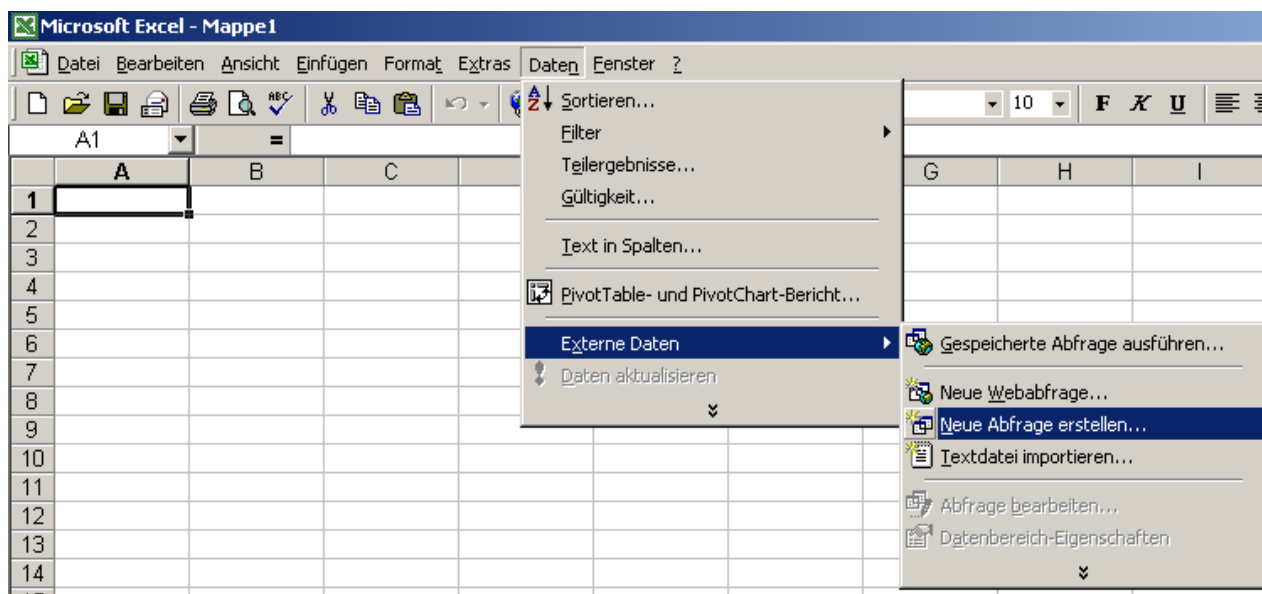 Microsoft Excel - Mappe1
Datei Bearbeiten Ansicht Einfügen Format Extras Daten Fenster ?
ABC 10 F K U
A1 =
A B C G H I
1
2
3
4
5
6
7
8
9
10
11
12
13
14
A Z Sortieren...
Filter
Teilergebnisse...
Gültigkeit...
Text in Spalten...
PivotTable- und PivotChart-Bericht...
Externe Daten
Daten aktualisieren
Gespeicherte Abfrage ausführen...
Neue Webabfrage...
Neue Abfrage erstellen...
Textdatei importieren...
Abfrage bearbeiten...
Datenbereich-Eigenschaften